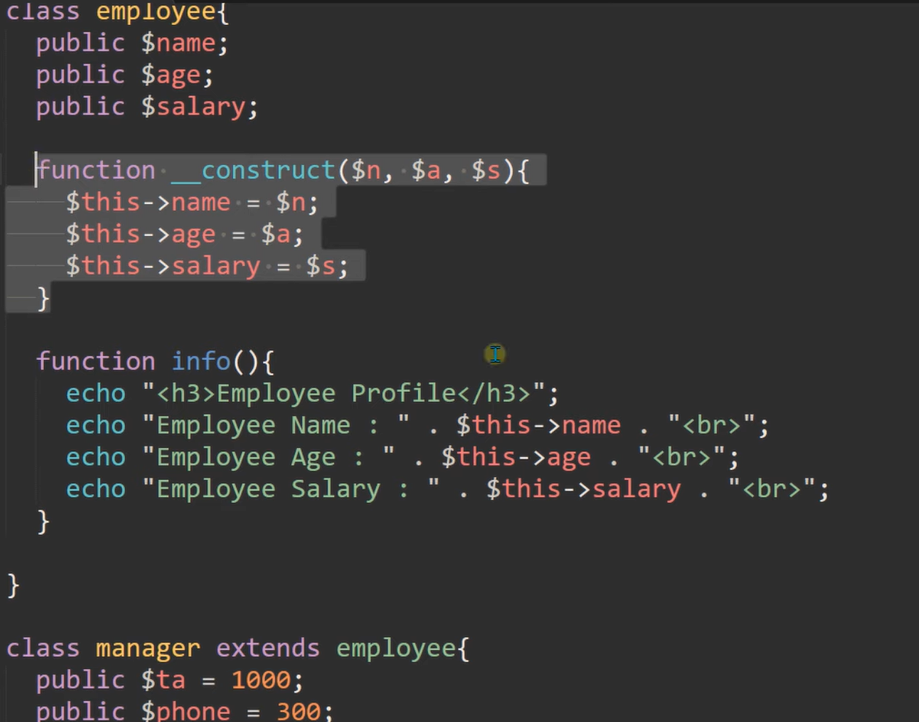 class employee{
public $name;
public $age;
public $salary;
function __construct($n, $a, $s){
$this->name = $n;
$this->age = $a;
$this->salary = $s;
}
function info(){
echo "<h3>Employee Profile</h3>";
echo "Employee Name : " . $this->name . "<br>";
echo "Employee Age : " . $this->age . "<br>";
echo "Employee Salary : " . $this->salary . "<br>";
}
}
class manager extends employee{
public $ta = 1000;
public $phone = 300;